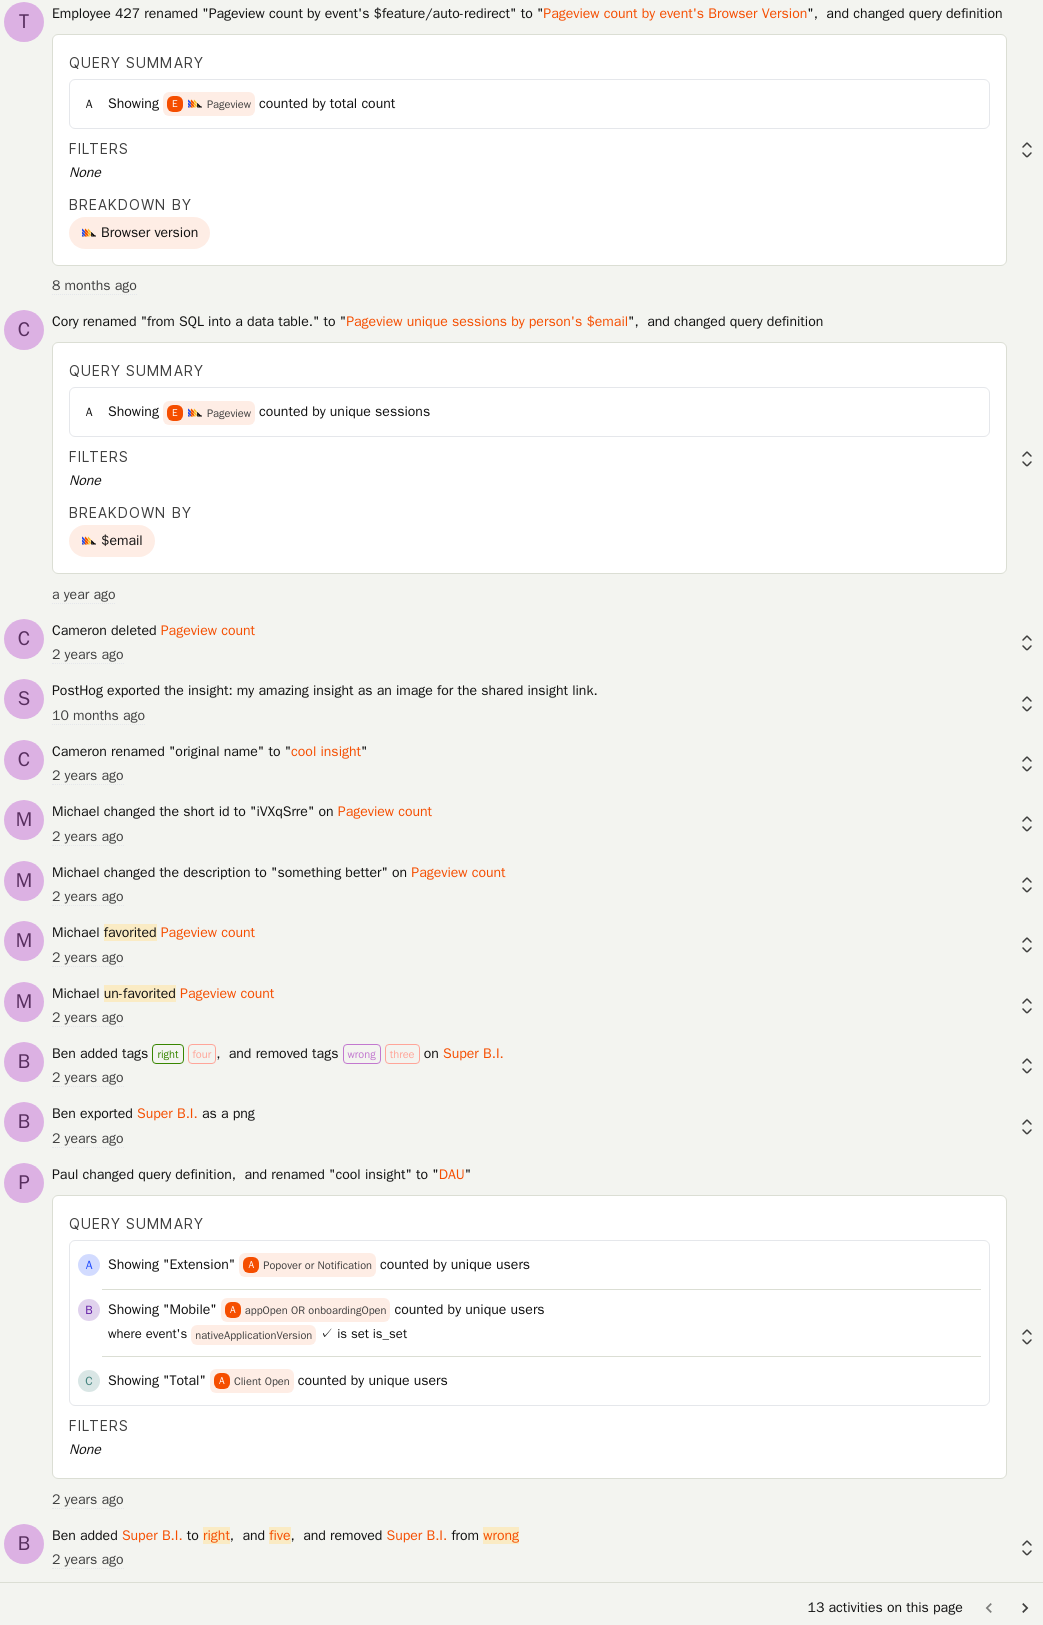 T
Employee 427 renamed "Pageview count by event's $feature/auto-redirect" to "Pageview count by event's Browser Version", and changed query definition
QUERY SUMMARY
A Showing E Pageview counted by total count
FILTERS
None
BREAKDOWN BY
Browser version
8 months ago
C
Cory renamed "from SQL into a data table." to "Pageview unique sessions by person's $email", and changed query definition
QUERY SUMMARY
A Showing E Pageview counted by unique sessions
FILTERS
None
BREAKDOWN BY
$email
a year ago
C
Cameron deleted Pageview count
2 years ago
S
PostHog exported the insight: my amazing insight as an image for the shared insight link.
10 months ago
C
Cameron renamed "original name" to "cool insight"
2 years ago
M
Michael changed the short id to "iVXqSrre" on Pageview count
2 years ago
M
Michael changed the description to "something better" on Pageview count
2 years ago
M
Michael favorited Pageview count
2 years ago
M
Michael un-favorited Pageview count
2 years ago
B
Ben added tags right four, and removed tags wrong three on Super B.I.
2 years ago
B
Ben exported Super B.I. as a png
2 years ago
P
Paul changed query definition, and renamed "cool insight" to "DAU"
QUERY SUMMARY
A Showing "Extension" A Popover or Notification counted by unique users
B Showing "Mobile" A appOpen OR onboardingOpen counted by unique users
where event's nativeApplicationVersion ✓ is set is_set
C Showing "Total" A Client Open counted by unique users
FILTERS
None
2 years ago
B
Ben added Super B.I. to right, and five, and removed Super B.I. from wrong
2 years ago
13 activities on this page